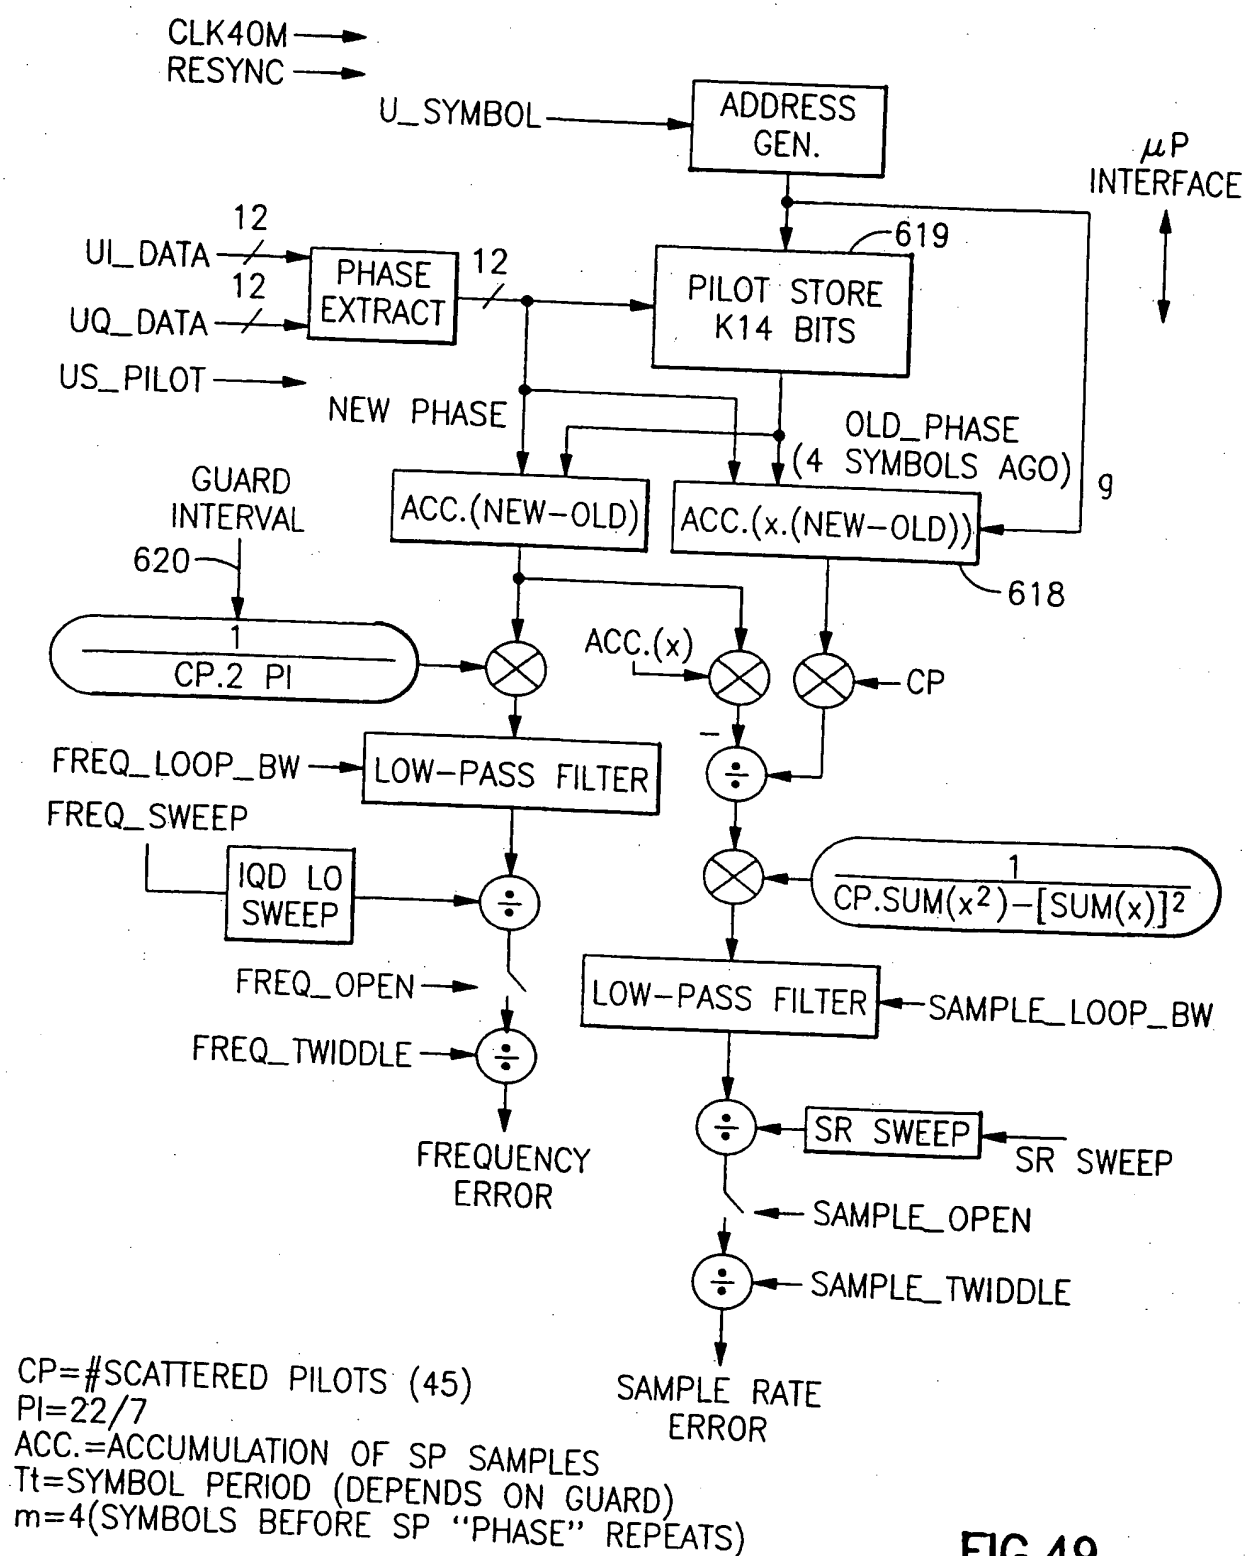 CLK40M
RESYNC
U_SYMBOL
ADDRESS
GEN.
μP
INTERFACE
619
12
UI_DATA
12
UQ_DATA
PHASE
EXTRACT
12
PILOT STORE
K14 BITS
US_PILOT
NEW PHASE
OLD_PHASE
(4 SYMBOLS AGO)
9
GUARD
INTERVAL
ACC.(NEW-OLD)
ACC.(x.(NEW-OLD))
620
618
1
CP.2 PI
ACC.(x)
CP
−
FREQ_LOOP_BW
LOW-PASS FILTER
÷
FREQ_SWEEP
IQD LO
SWEEP
÷
1
CP.SUM(x²)-[SUM(x)]²
FREQ_OPEN
LOW-PASS FILTER
SAMPLE_LOOP_BW
FREQ_TWIDDLE
÷
÷
SR SWEEP
SR SWEEP
FREQUENCY
ERROR
SAMPLE_OPEN
÷
SAMPLE_TWIDDLE
SAMPLE RATE
ERROR
CP=#SCATTERED PILOTS (45)
PI=22/7
ACC.=ACCUMULATION OF SP SAMPLES
Tt=SYMBOL PERIOD (DEPENDS ON GUARD)
m=4(SYMBOLS BEFORE SP "PHASE" REPEATS)
FIG.49